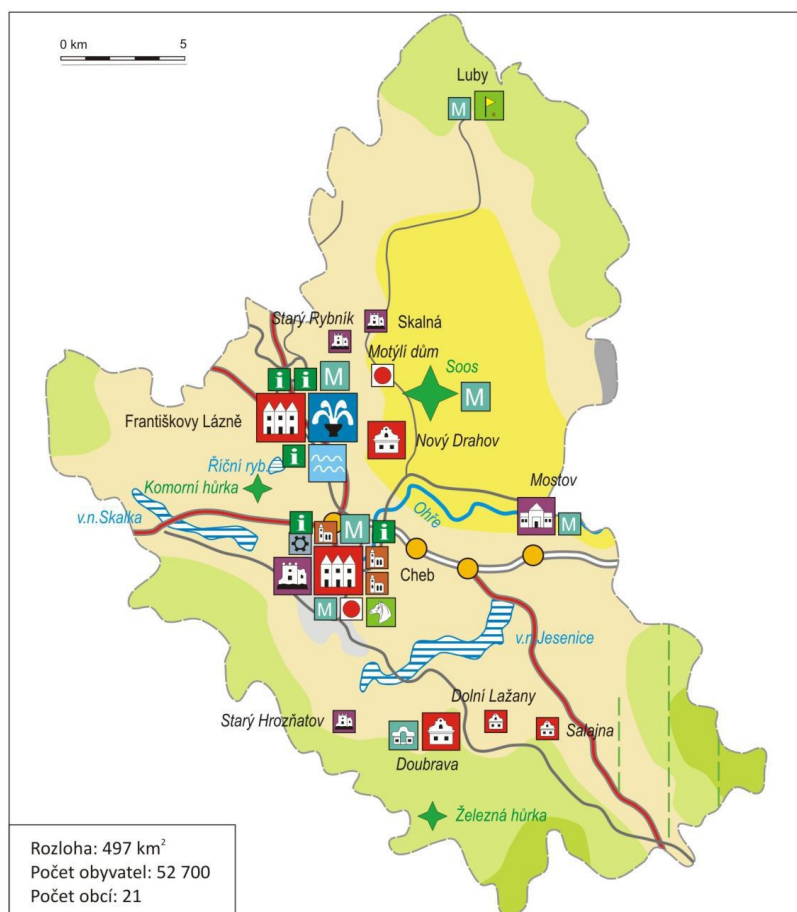 0 km 5
Luby
M
Starý Rybník
Skalná
Motýlí dům
Soos
i i M
M
Františkovy Lázně
Nový Drahov
i
Říční ryb.
Komorní hůrka
Mostov
v.n.Skalka
Ohře
i M i
M
Cheb
M
v.n.Jesenice
Dolní Lažany
Starý Hrozňatov
Salajna
Doubrava
Železná hůrka
Rozloha: 497 km²
Počet obyvatel: 52 700
Počet obcí: 21